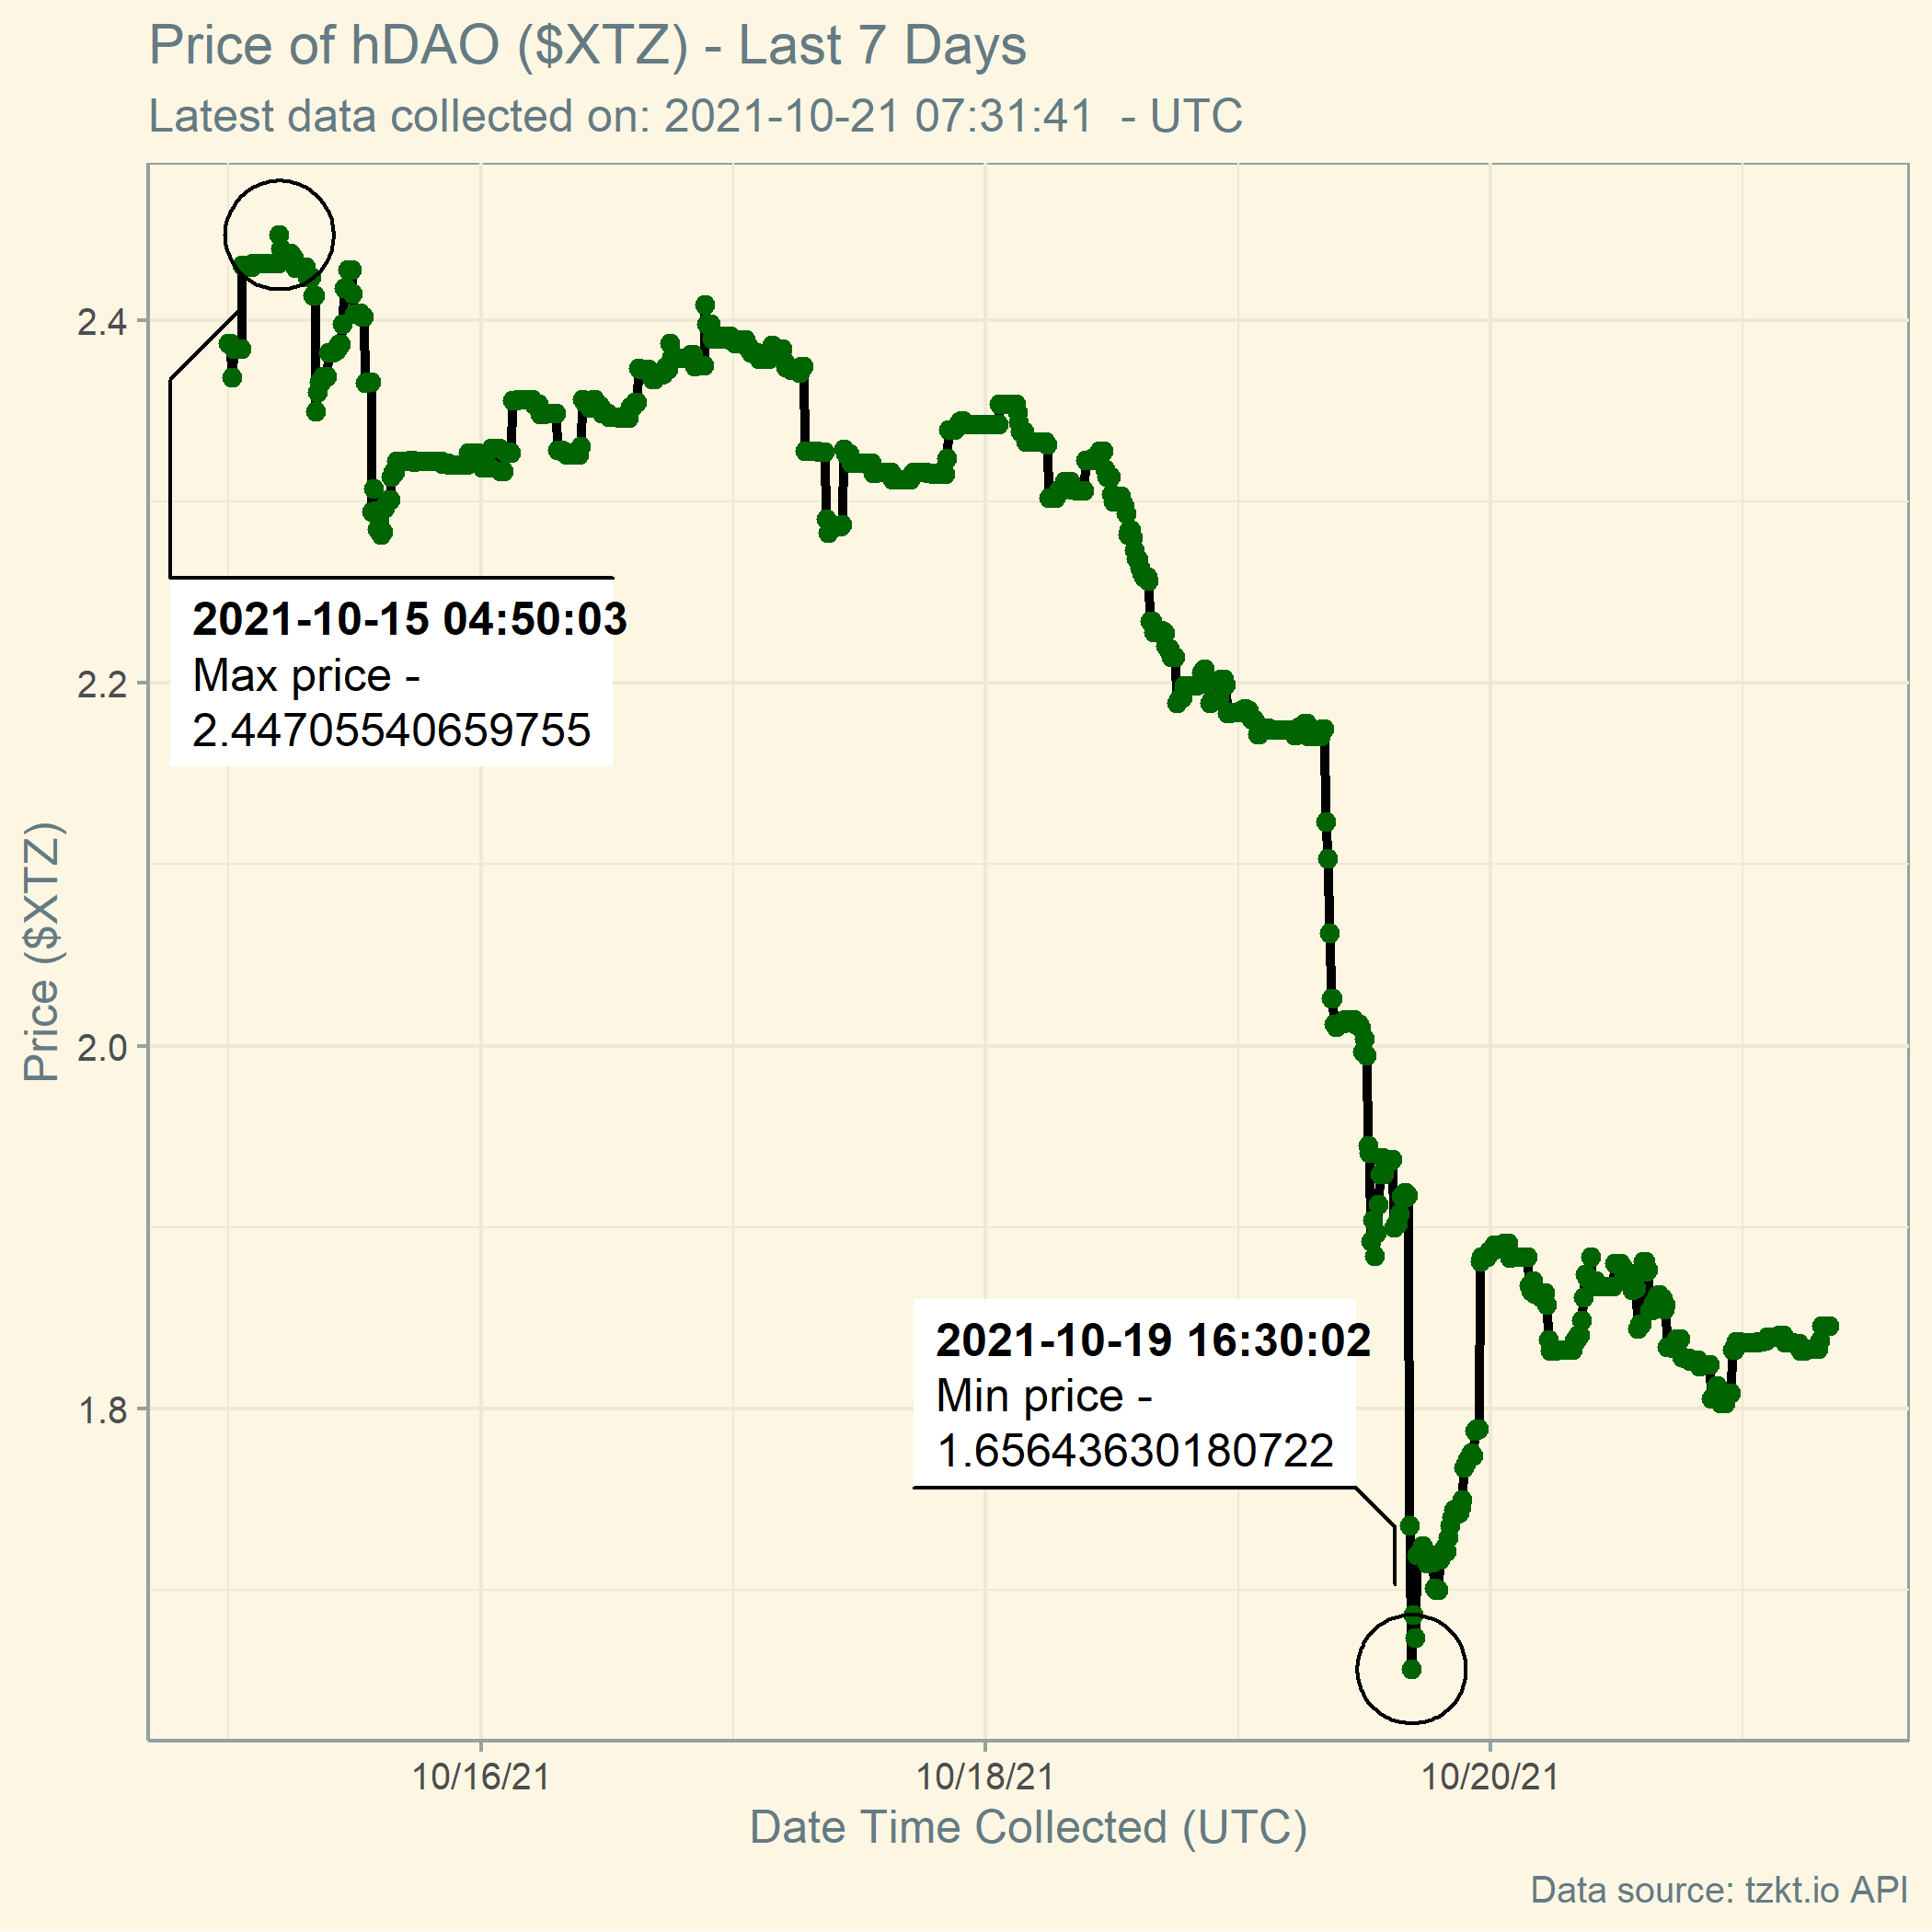 Price of hDAO ($XTZ) - Last 7 Days
Latest data collected on: 2021-10-21 07:31:41  - UTC
2.4
2021-10-15 04:50:03
Max price -
2.44705540659755
2.2
Price ($XTZ)
2.0
2021-10-19 16:30:02
Min price -
1.65643630180722
1.8
10/16/21
10/18/21
10/20/21
Date Time Collected (UTC)
Data source: tzkt.io API